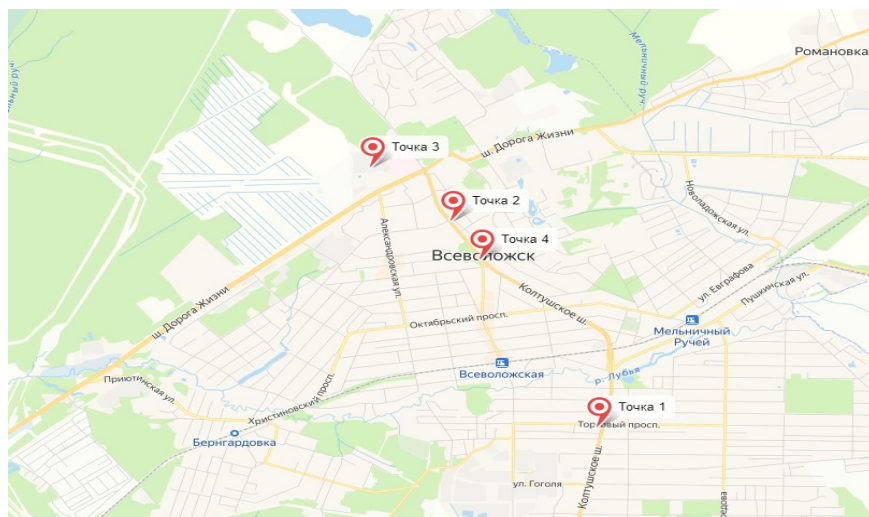 Романовка
Мельничный руч.
ш. Дорога Жизни
Точка 3
Точка 2
Новоладожская ул.
Александровская ул.
Точка 4
Всеволожск
ул. Евграфова
Пушкинская ул.
Колтушское ш.
ш. Дорога Жизни
Октябрьский просп.
Мельничный
Ручей
Всеволожская
р. Лубья
Приютинская ул.
Христиновский просп.
Точка 1
Торговый просп.
Бернгардовка
ул. Гоголя
Колтушское ш.